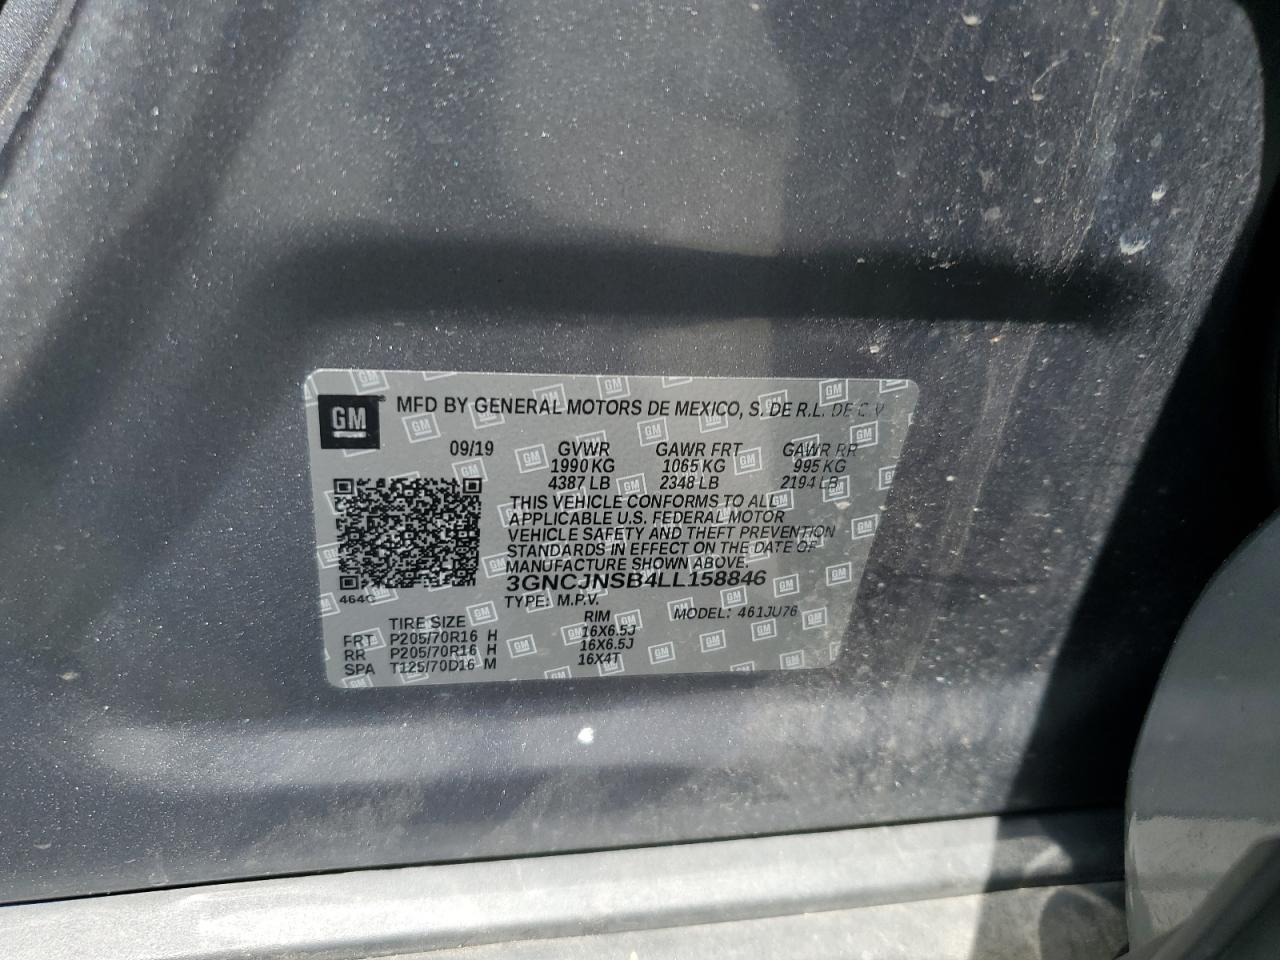 GM® MFD BY GENERAL MOTORS DE MEXICO, S. DE R.L. DE C.V
09/19 GVWR GAWR FRT GAWR RR
1990 KG 1065 KG 995 KG
4387 LB 2348 LB 2194 LB
THIS VEHICLE CONFORMS TO ALL
APPLICABLE U.S. FEDERAL MOTOR
VEHICLE SAFETY AND THEFT PREVENTION
STANDARDS IN EFFECT ON THE DATE OF
MANUFACTURE SHOWN ABOVE.
3GNCJNSB4LL158846
464C TYPE: M.P.V. MODEL: 461JU76
TIRE SIZE RIM
FRT P205/70R16 H 16X6.5J
RR P205/70R16 H 16X6.5J
SPA T125/70D16 M 16X4T